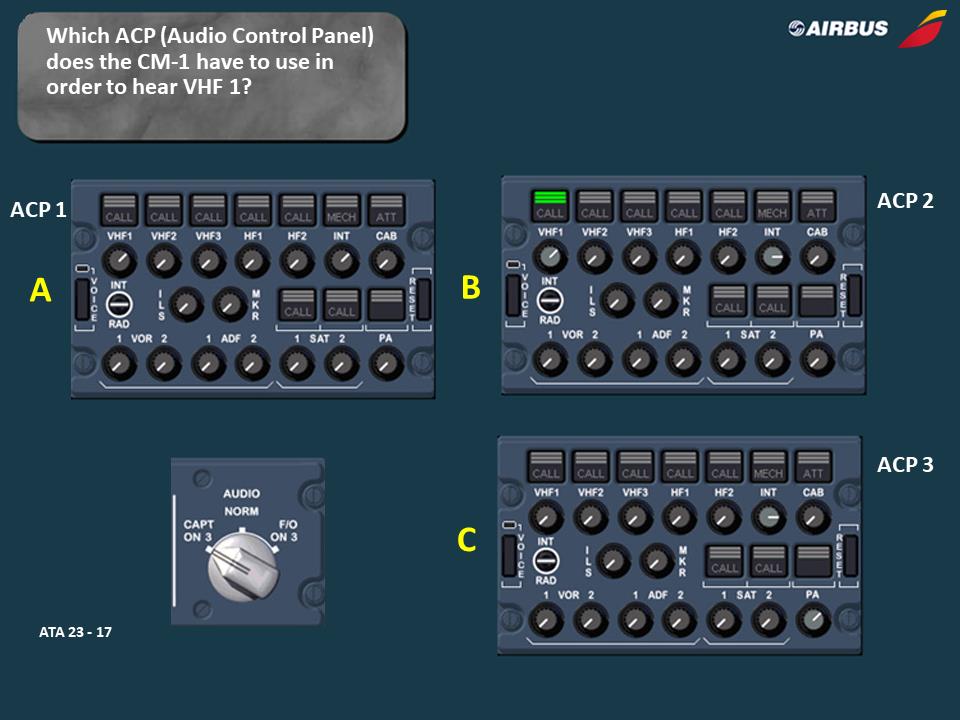 Which ACP (Audio Control Panel)
does the CM-1 have to use in
order to hear VHF 1?
AIRBUS
ACP 1
CALL CALL CALL CALL CALL MECH ATT
VHF1 VHF2 VHF3 HF1 HF2 INT CAB
A
VOICE
INT
RAD
ILS
MKR
CALL CALL
RESET
1 VOR 2 1 ADF 2 1 SAT 2 PA
ACP 2
CALL CALL CALL CALL CALL MECH ATT
VHF1 VHF2 VHF3 HF1 HF2 INT CAB
B
VOICE
INT
RAD
ILS
MKR
CALL CALL
RESET
1 VOR 2 1 ADF 2 1 SAT 2 PA
ACP 3
CALL CALL CALL CALL CALL MECH ATT
VHF1 VHF2 VHF3 HF1 HF2 INT CAB
C
VOICE
INT
RAD
ILS
MKR
CALL CALL
RESET
1 VOR 2 1 ADF 2 1 SAT 2 PA
AUDIO
NORM
CAPT F/O
ON 3 ON 3
ATA 23 - 17